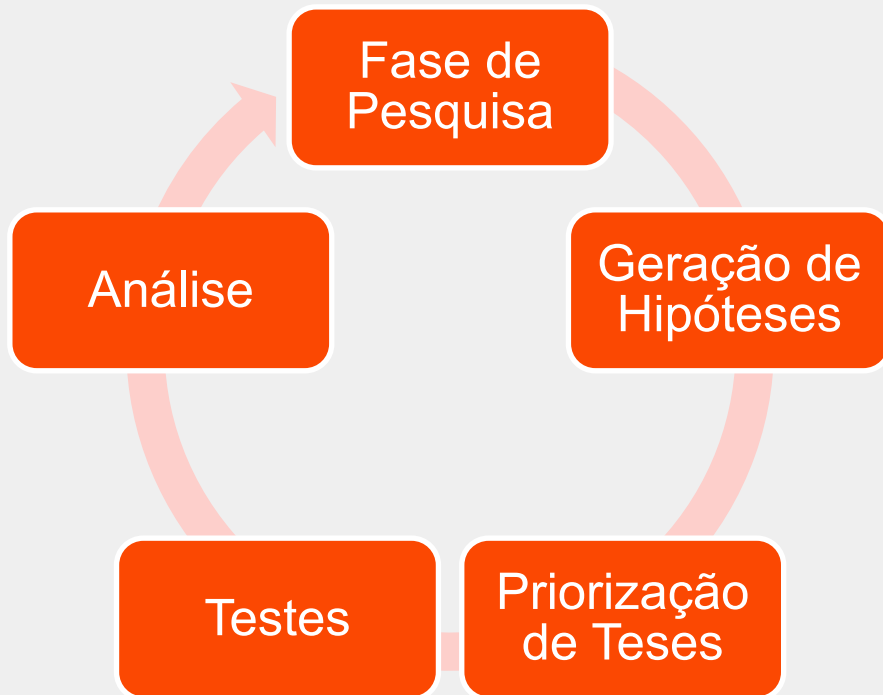 Fase de
Pesquisa
Geração de
Hipóteses
Priorização
de Teses
Testes
Análise